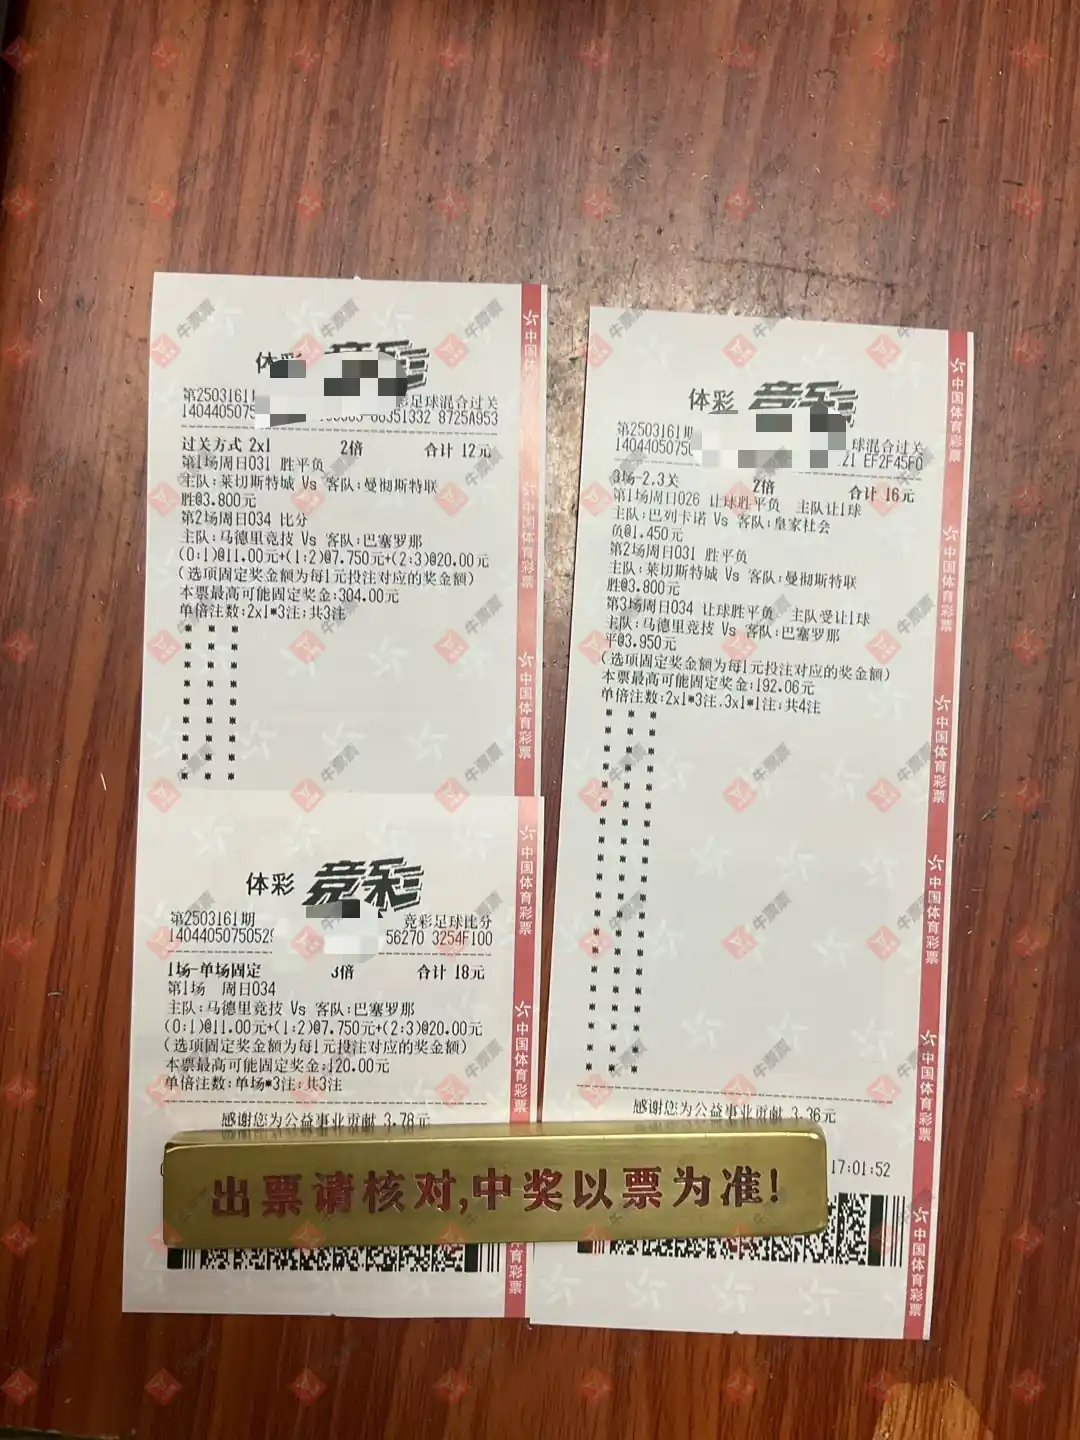 体彩 竞彩
第2503161期
彩足球混合过关
1404405075
66351332 8725A953
过关方式 2x1 2倍 合计 12元
第1场周日031 胜平负
主队:莱切斯特城 Vs 客队:曼彻斯特联
胜@3.800元
第2场周日034 比分
主队:马德里竞技 Vs 客队:巴塞罗那
(0:1)@11.00元+(1:2)@7.750元+(2:3)@20.00元
(选项固定奖金额为每1元投注对应的奖金额)
本票最高可能固定奖金:304.00元
单倍注数:2x1*3注;共3注
体彩 竞彩
第2503161期 竞彩足球比分
14044050750529 56270 3254F100
1场-单场固定 3倍 合计 18元
第1场 周日034
主队:马德里竞技 Vs 客队:巴塞罗那
(0:1)@11.00元+(1:2)@7.750元+(2:3)@20.00元
(选项固定奖金额为每1元投注对应的奖金额)
本票最高可能固定奖金:120.00元
单倍注数:单场*3注;共3注
感谢您为公益事业贡献 3.78元
体彩 竞彩
第2503161期 球混合过关
14044050750 21 EF2F45F0
3场-2,3关 2倍 合计 16元
第1场周日026 让球胜平负 主队让1球
主队:巴列卡诺 Vs 客队:皇家社会
负@1.450元
第2场周日031 胜平负
主队:莱切斯特城 Vs 客队:曼彻斯特联
胜@3.800元
第3场周日034 让球胜平负 主队受让1球
主队:马德里竞技 Vs 客队:巴塞罗那
平@3.950元
(选项固定奖金额为每1元投注对应的奖金额)
本票最高可能固定奖金:192.06元
单倍注数:2x1*3注,3x1*1注;共4注
感谢您为公益事业贡献 3.36元
17:01:52
出票请核对,中奖以票为准!
中国体育彩票
牛票票